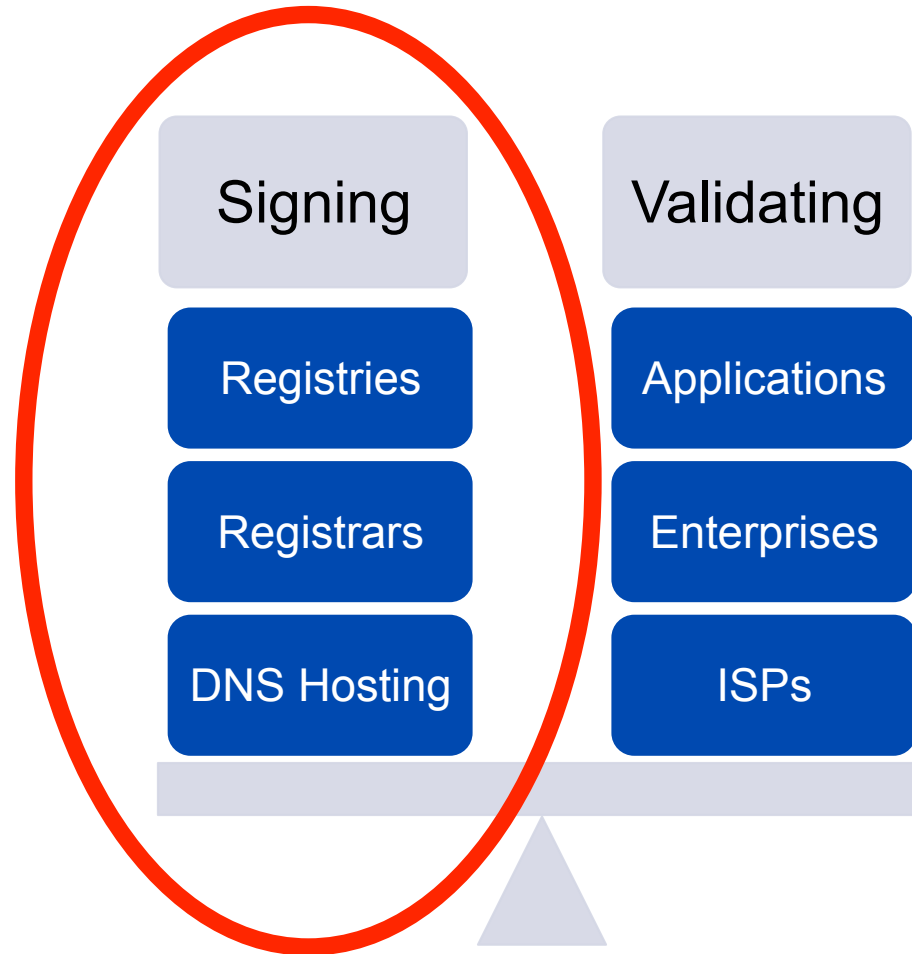 Signing
Registries
Registrars
DNS Hosting
Validating
Applications
Enterprises
ISPs